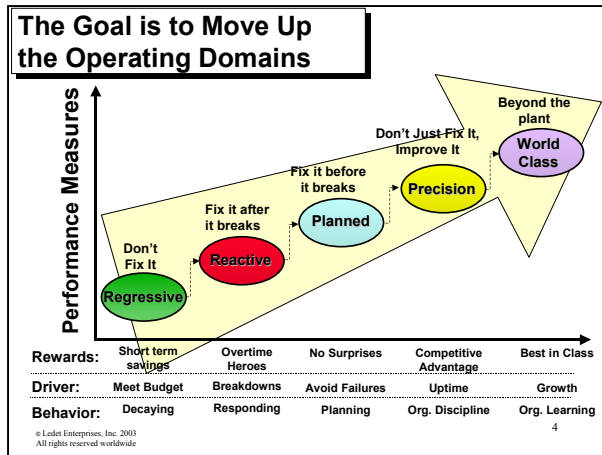 The Goal is to Move Up
the Operating Domains
Performance Measures
Beyond the
plant
World
Class
Don't Just Fix It,
Improve It
Precision
Fix it before
it breaks
Planned
Fix it after
it breaks
Reactive
Don't
Fix It
Regressive
Rewards: Short term savings Overtime Heroes No Surprises Competitive Advantage Best in Class
Driver: Meet Budget Breakdowns Avoid Failures Uptime Growth
Behavior: Decaying Responding Planning Org. Discipline Org. Learning
© Ledet Enterprises, Inc. 2003
All rights reserved worldwide
4